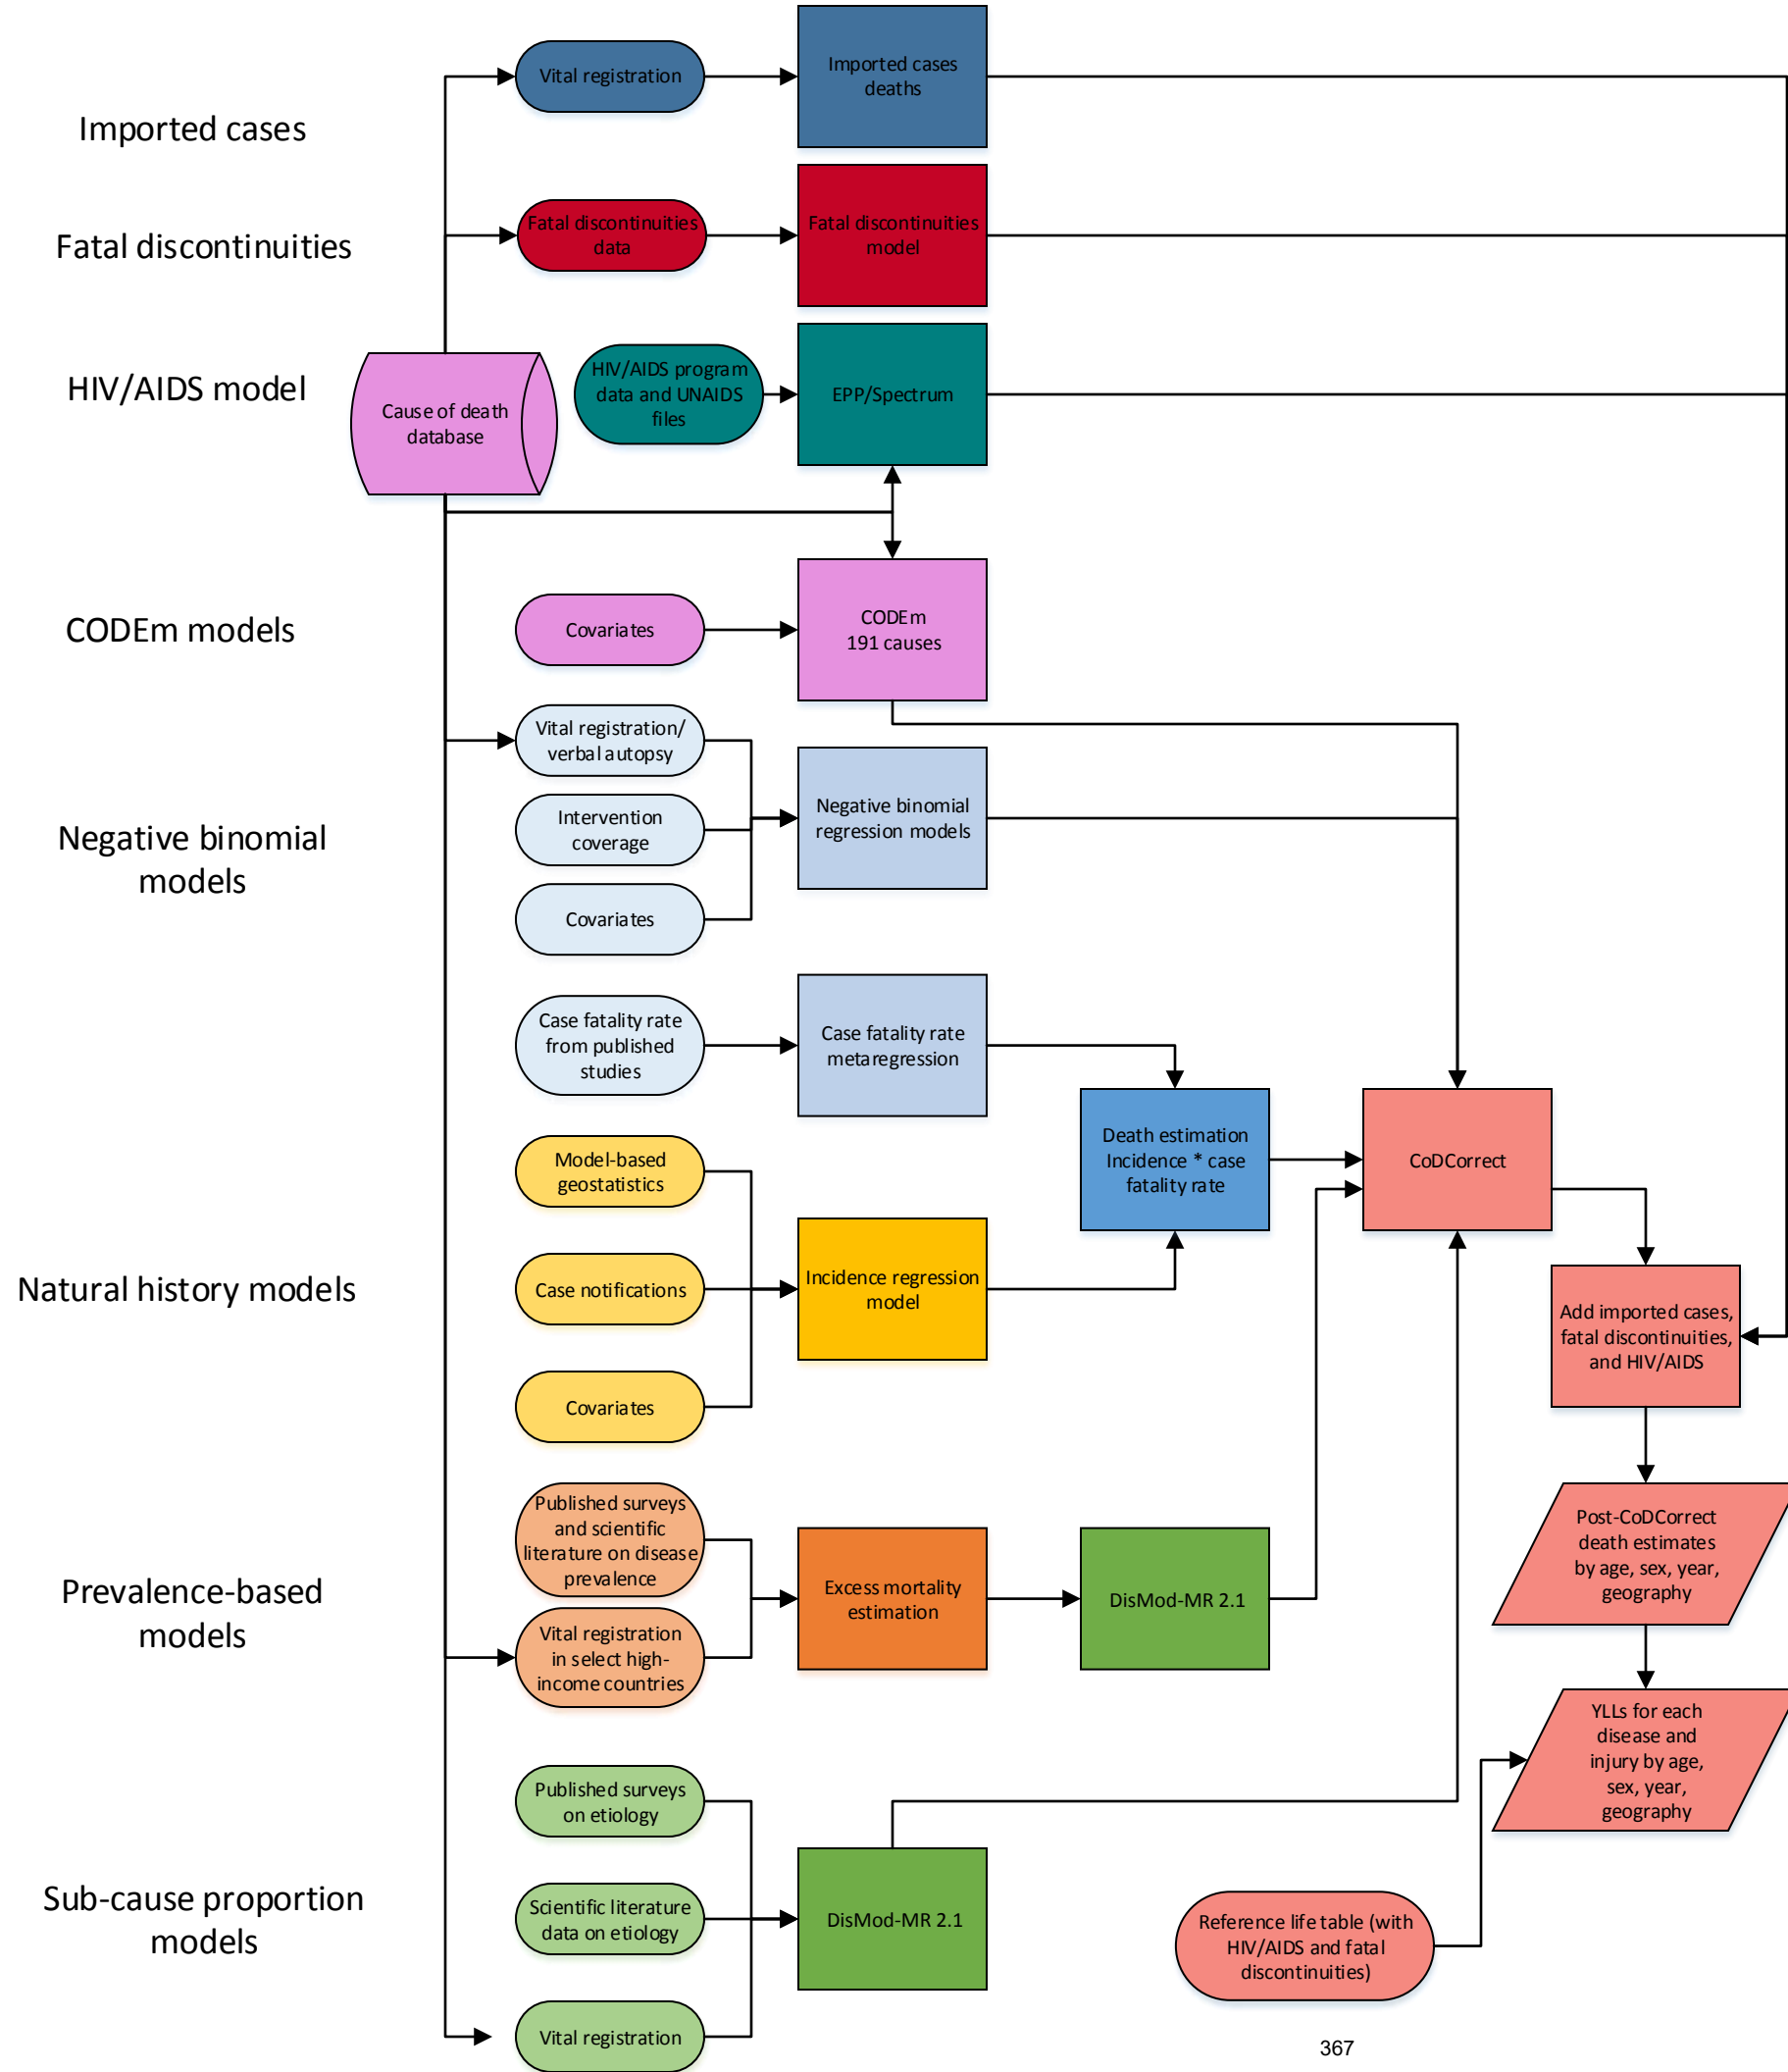 Imported cases
Vital registration
Imported cases
deaths
Fatal discontinuities
Fatal discontinuities
data
Fatal discontinuities
model
HIV/AIDS model
Cause of death
database
HIV/AIDS program
data and UNAIDS
files
EPP/Spectrum
CODEm models
Covariates
CODEm
191 causes
Negative binomial
models
Vital registration/
verbal autopsy
Intervention
coverage
Covariates
Negative binomial
regression models
Case fatality rate
from published
studies
Case fatality rate
metaregression
Natural history models
Model-based
geostatistics
Case notifications
Covariates
Incidence regression
model
Death estimation
Incidence * case
fatality rate
CoDCorrect
Add imported cases,
fatal discontinuities,
and HIV/AIDS
Prevalence-based
models
Published surveys
and scientific
literature on disease
prevalence
Vital registration
in select high-
income countries
Excess mortality
estimation
DisMod-MR 2.1
Post-CoDCorrect
death estimates
by age, sex, year,
geography
YLLs for each
disease and
injury by age,
sex, year,
geography
Sub-cause proportion
models
Published surveys
on etiology
Scientific literature
data on etiology
Vital registration
DisMod-MR 2.1
Reference life table (with
HIV/AIDS and fatal
discontinuities)
367